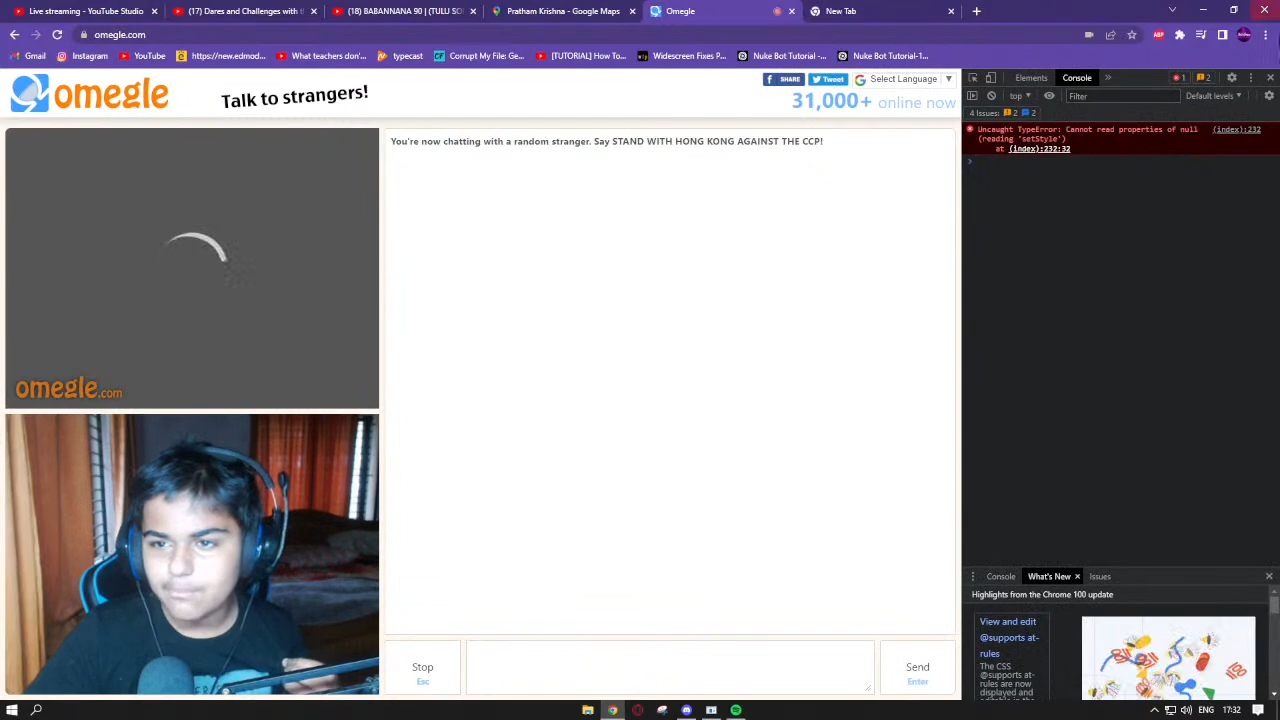 Live streaming - YouTube Studio
(17) Dares and Challenges with t
(18) BABANNANA 90 | (TULU SO
Pratham Krishna - Google Maps
Omegle
New Tab
omegle.com
Gmail
Instagram
YouTube
https://new.edmod...
What teachers don'...
typecast
Corrupt My File: Ge...
[TUTORIAL] How To...
Widescreen Fixes P...
Nuke Bot Tutorial -...
Nuke Bot Tutorial-1...
omegle
Talk to strangers!
SHARE
Tweet
Select Language
31,000+ online now
You're now chatting with a random stranger. Say STAND WITH HONG KONG AGAINST THE CCP!
omegle.com
Stop
Esc
Send
Enter
Elements
Console
1
2
top
Filter
Default levels
4 Issues: 2 2
Uncaught TypeError: Cannot read properties of null (index):232
(reading 'setStyle')
at (index):232:32
Console
What's New
Issues
Highlights from the Chrome 100 update
View and edit
@supports at-
rules
The CSS
@supports at-
rules are now
displayed and
ENG
17:32